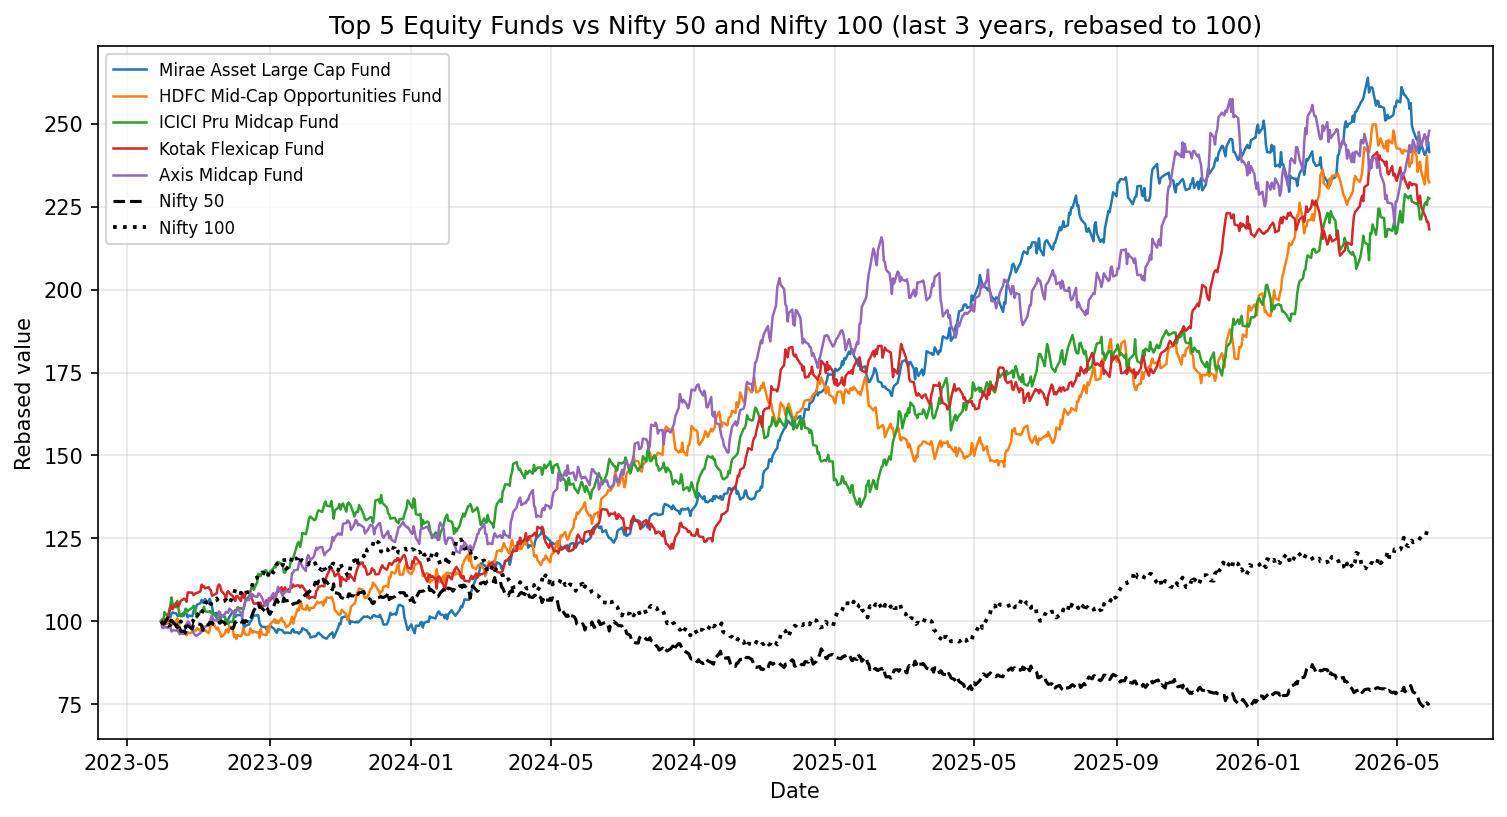 Top 5 Equity Funds vs Nifty 50 and Nifty 100 (last 3 years, rebased to 100)
Mirae Asset Large Cap Fund
HDFC Mid-Cap Opportunities Fund
ICICI Pru Midcap Fund
Kotak Flexicap Fund
Axis Midcap Fund
Nifty 50
Nifty 100
Rebased value
250
225
200
175
150
125
100
75
2023-05 2023-09 2024-01 2024-05 2024-09 2025-01 2025-05 2025-09 2026-01 2026-05
Date